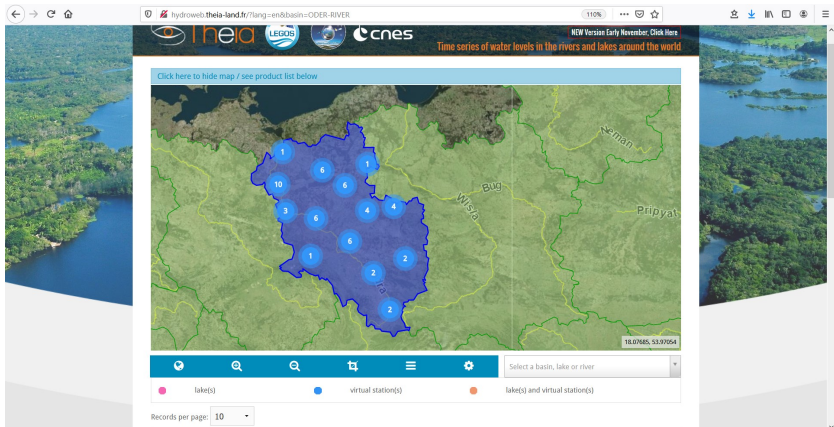 hydroweb.theia-land.fr/?lang=en&basin=ODER-RIVER
110%
Theia
LEGOS
cnes
NEW Version Early November, Click Here
Time series of water levels in the rivers and lakes around the world
Click here to hide map / see product list below
Neman
1
6
1
10
6
Bug
Wisła
3
6
4
4
Pripyat
6
1
2
2
2
18.07685, 53.97054
Select a basin, lake or river
lake(s)
virtual station(s)
lake(s) and virtual station(s)
Records per page: 10